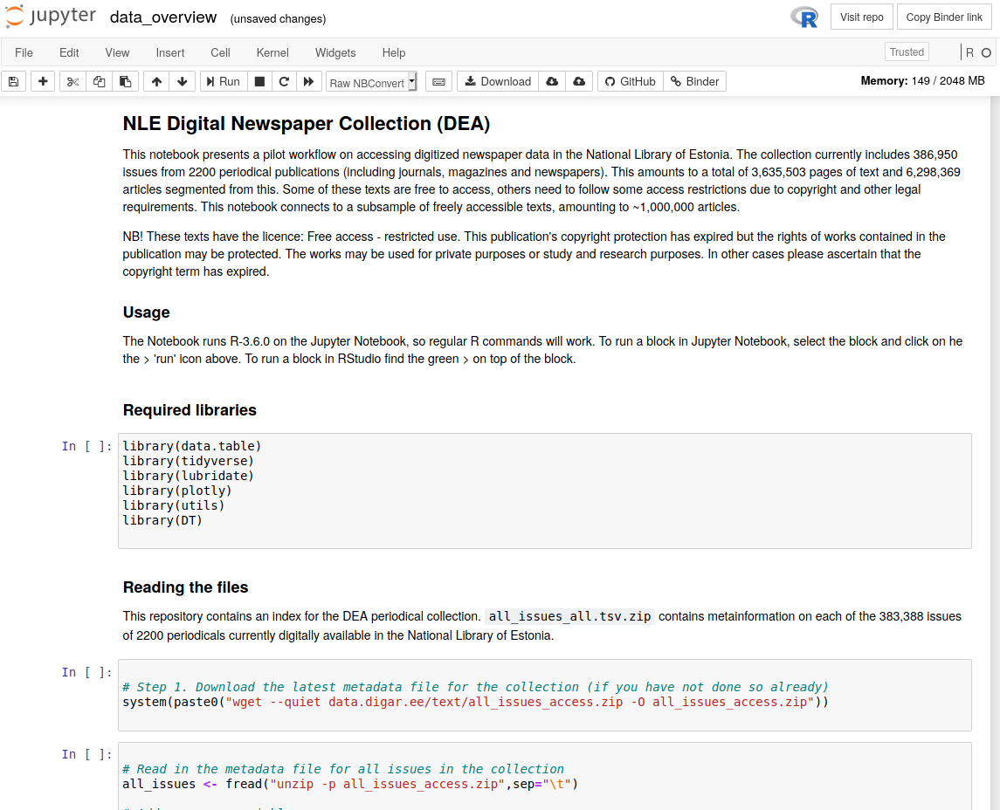 jupyter data_overview (unsaved changes)
R Visit repo Copy Binder link
File Edit View Insert Cell Kernel Widgets Help Trusted R
Run Raw NBConvert Download GitHub Binder Memory: 149 / 2048 MB
NLE Digital Newspaper Collection (DEA)
This notebook presents a pilot workflow on accessing digitized newspaper data in the National Library of Estonia. The collection currently includes 386,950
issues from 2200 periodical publications (including journals, magazines and newspapers). This amounts to a total of 3,635,503 pages of text and 6,298,369
articles segmented from this. Some of these texts are free to access, others need to follow some access restrictions due to copyright and other legal
requirements. This notebook connects to a subsample of freely accessible texts, amounting to ~1,000,000 articles.
NB! These texts have the licence: Free access - restricted use. This publication's copyright protection has expired but the rights of works contained in the
publication may be protected. The works may be used for private purposes or study and research purposes. In other cases please ascertain that the
copyright term has expired.
Usage
The Notebook runs R-3.6.0 on the Jupyter Notebook, so regular R commands will work. To run a block in Jupyter Notebook, select the block and click on he
the > 'run' icon above. To run a block in RStudio find the green > on top of the block.
Required libraries
In [ ]: library(data.table)
library(tidyverse)
library(lubridate)
library(plotly)
library(utils)
library(DT)
Reading the files
This repository contains an index for the DEA periodical collection. all_issues_all.tsv.zip contains metainformation on each of the 383,388 issues
of 2200 periodicals currently digitally available in the National Library of Estonia.
In [ ]:
# Step 1. Download the latest metadata file for the collection (if you have not done so already)
system(paste0("wget --quiet data.digar.ee/text/all_issues_access.zip -O all_issues_access.zip"))
In [ ]:
# Read in the metadata file for all issues in the collection
all_issues <- fread("unzip -p all_issues_access.zip",sep="\t")